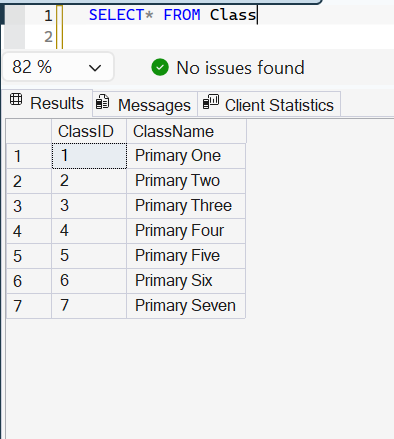 1 SELECT* FROM Class
2
82 % No issues found
Results Messages Client Statistics
ClassID ClassName
1 1 Primary One
2 2 Primary Two
3 3 Primary Three
4 4 Primary Four
5 5 Primary Five
6 6 Primary Six
7 7 Primary Seven